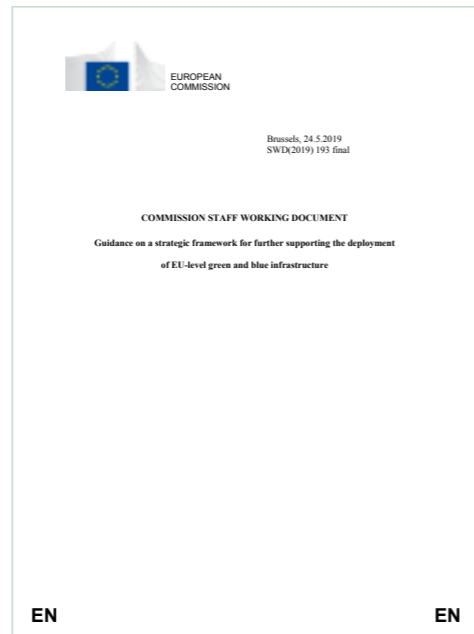 EUROPEAN
COMMISSION
Brussels, 24.5.2019
SWD(2019) 193 final
COMMISSION STAFF WORKING DOCUMENT
Guidance on a strategic framework for further supporting the deployment
of EU-level green and blue infrastructure
EN EN